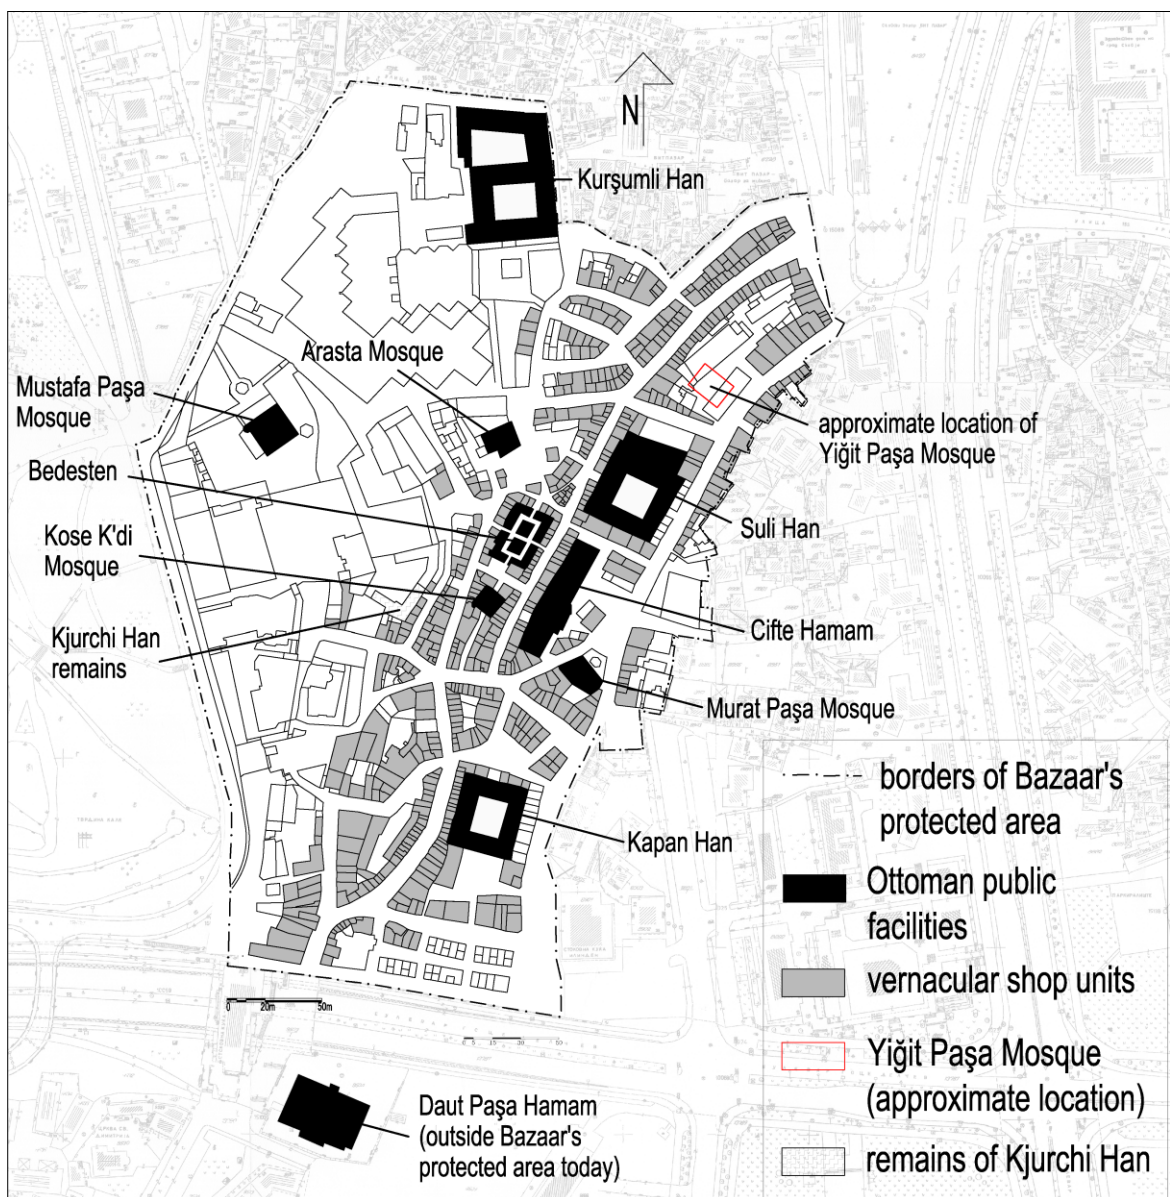 N
Kurşumli Han
Arasta Mosque
Mustafa Paşa
Mosque
approximate location of
Yiğit Paşa Mosque
Bedesten
Suli Han
Kose K'di
Mosque
Cifte Hamam
Kjurchi Han
remains
Murat Paşa Mosque
Kapan Han
borders of Bazaar's
protected area
Ottoman public
facilities
vernacular shop units
Yiğit Paşa Mosque
(approximate location)
remains of Kjurchi Han
0 20m 50m
Daut Paşa Hamam
(outside Bazaar's
protected area today)